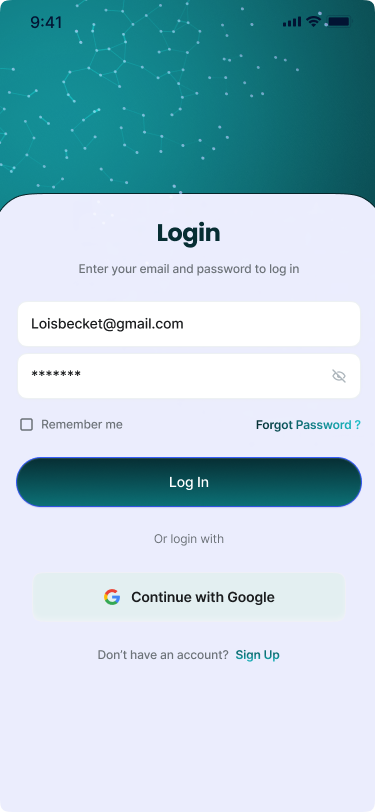 9:41
Login
Enter your email and password to log in
Loisbecket@gmail.com
*******
Remember me
Forgot Password ?
Log In
Or login with
Continue with Google
Don’t have an account? Sign Up